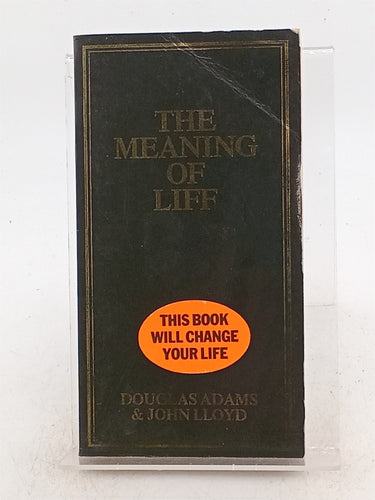 THE
MEANING
OF
LIFF
THIS BOOK
WILL CHANGE
YOUR LIFE
DOUGLAS ADAMS
& JOHN LLOYD